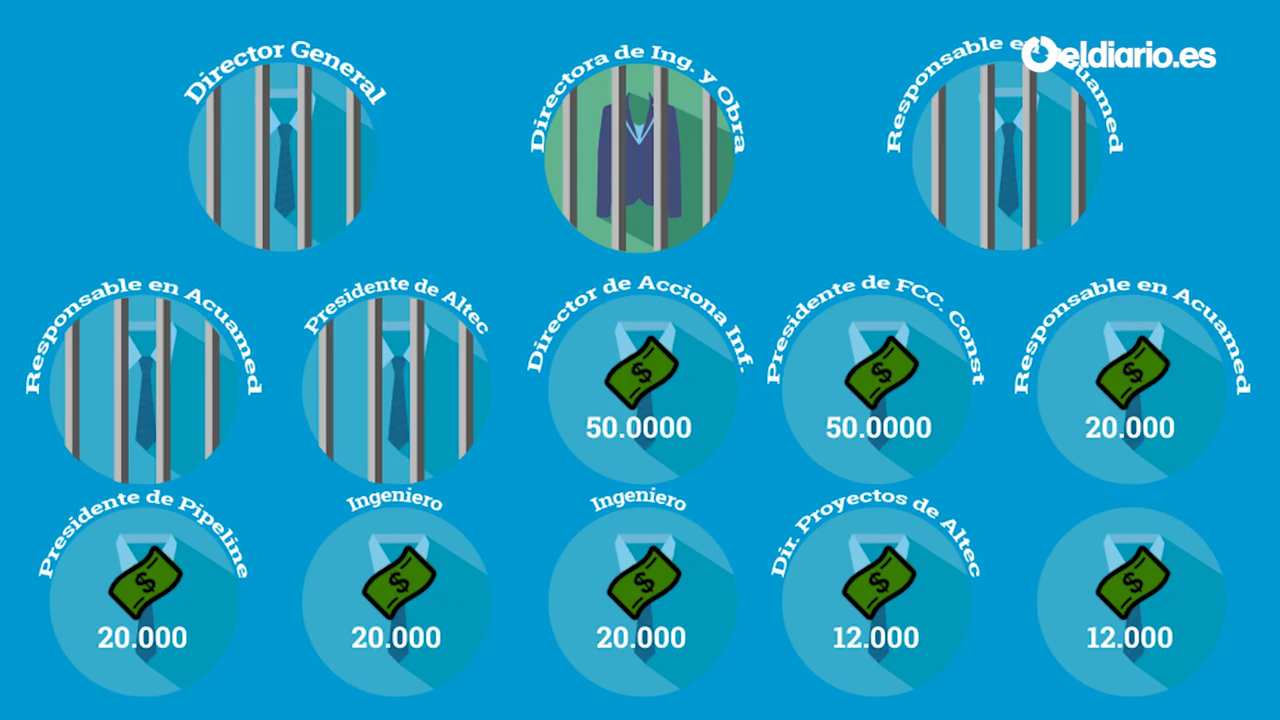 Director General
Directora de Ing. y Obra
Responsable en Acuamed
eldiario.es
Responsable en Acuamed
Presidente de Altec
Director de Acciona Inf.
Presidente de FCC. Const
Responsable en Acuamed
50.0000
50.0000
20.000
Presidente de Pipeline
Ingeniero
Ingeniero
Dir. Proyectos de Altec
20.000
20.000
20.000
12.000
12.000